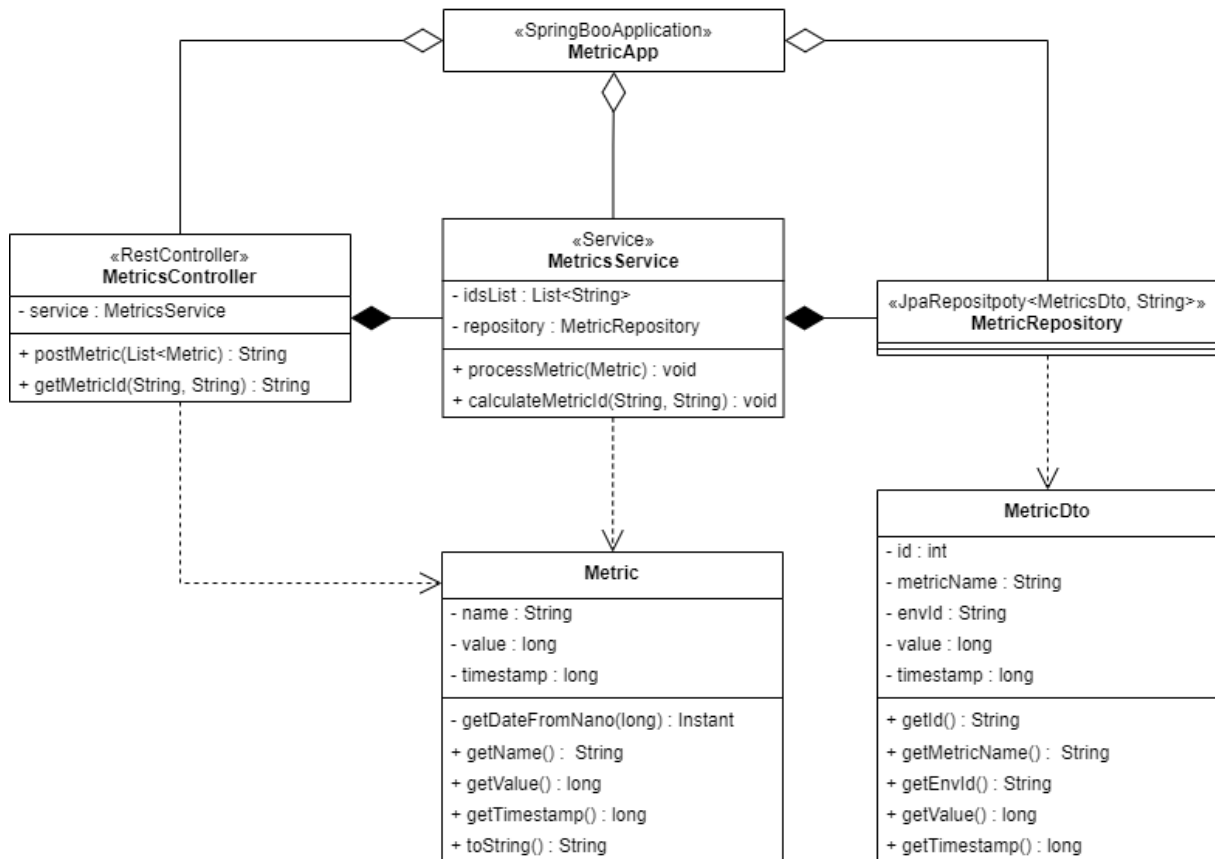 «SpringBooApplication»
MetricApp
«RestController»
MetricsController
- service : MetricsService
+ postMetric(List<Metric) : String
+ getMetricId(String, String) : String
«Service»
MetricsService
- idsList : List<String>
- repository : MetricRepository
+ processMetric(Metric) : void
+ calculateMetricId(String, String) : void
«JpaRepositpoty<MetricsDto, String>»
MetricRepository
Metric
- name : String
- value : long
- timestamp : long
- getDateFromNano(long) : Instant
+ getName() : String
+ getValue() : long
+ getTimestamp() : long
+ toString() : String
MetricDto
- id : int
- metricName : String
- envId : String
- value : long
- timestamp : long
+ getId() : String
+ getMetricName() : String
+ getEnvId() : String
+ getValue() : long
+ getTimestamp() : long